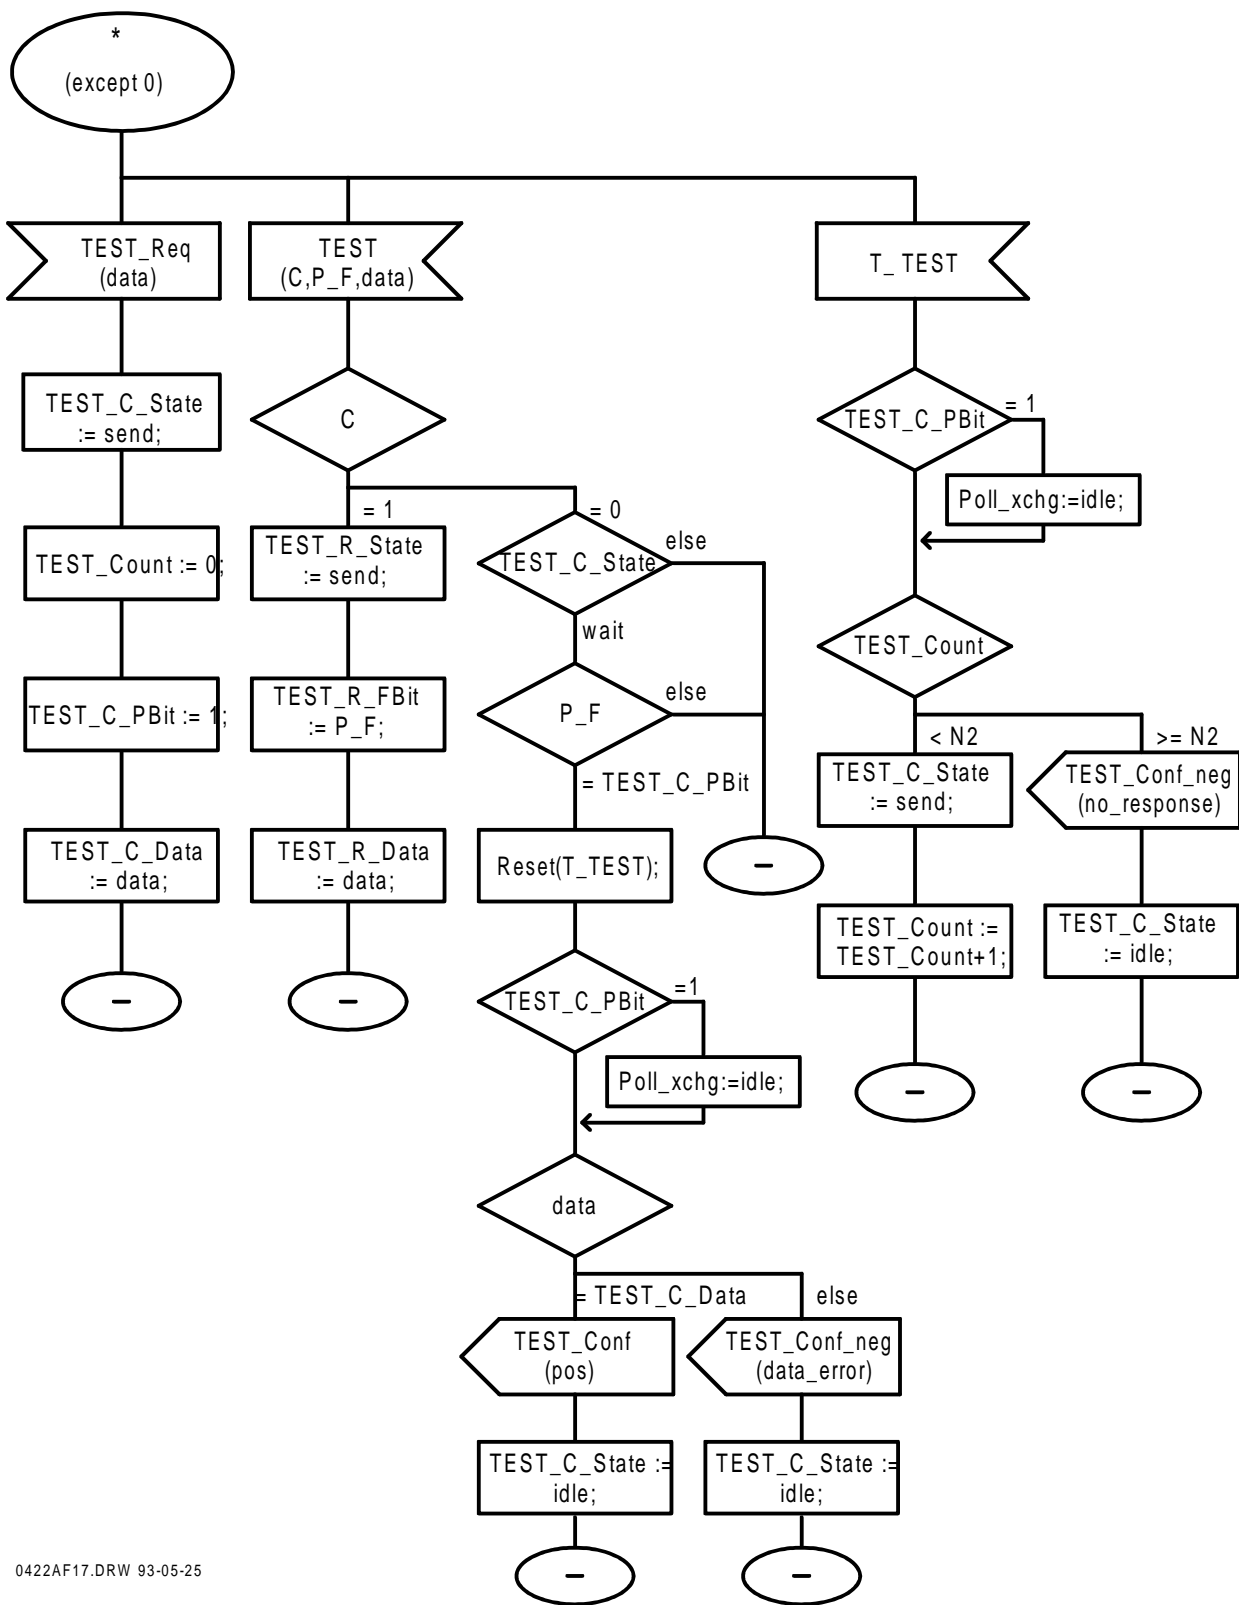 *
(except 0)
TEST_Req
(data)
TEST
(C,P_F,data)
T_ TEST
TEST_C_State
:= send;
C
TEST_C_PBit
= 1
Poll_xchg:=idle;
TEST_Count := 0;
= 1
TEST_R_State
:= send;
= 0
TEST_C_State
else
wait
TEST_Count
TEST_C_PBit := 1;
TEST_R_FBit
:= P_F;
P_F
else
= TEST_C_PBit
< N2
TEST_C_State
:= send;
>= N2
TEST_Conf_neg
(no_response)
TEST_C_Data
:= data;
TEST_R_Data
:= data;
Reset(T_TEST);
–
TEST_Count :=
TEST_Count+1;
TEST_C_State
:= idle;
–
–
TEST_C_PBit
=1
Poll_xchg:=idle;
–
–
data
= TEST_C_Data
else
TEST_Conf
(pos)
TEST_Conf_neg
(data_error)
TEST_C_State :=
idle;
TEST_C_State :=
idle;
–
–
0422AF17.DRW 93-05-25